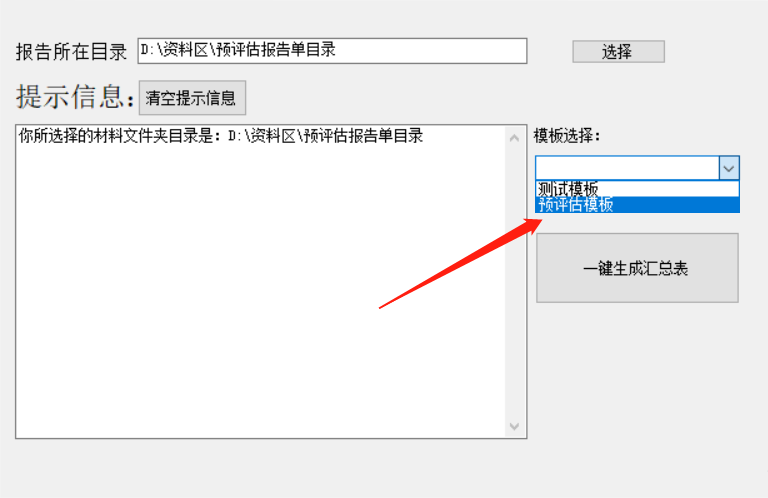 报告所在目录 D:\资料区\预评估报告单目录 选择
提示信息: 清空提示信息
你所选择的材料文件夹目录是: D:\资料区\预评估报告单目录
模板选择:
测试模板
预评估模板
一键生成汇总表